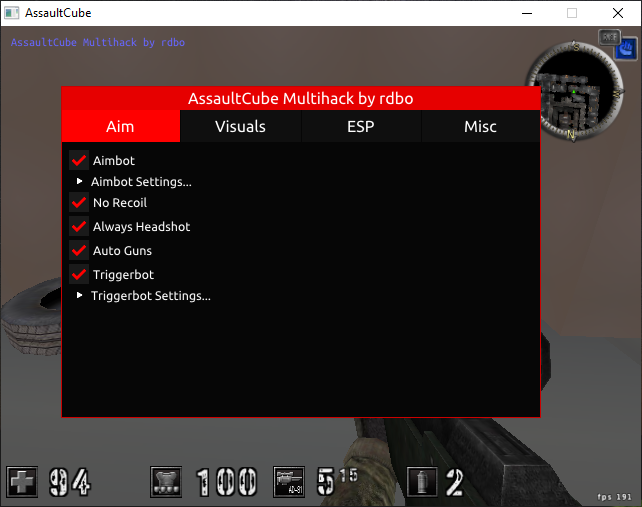 AssaultCube
AssaultCube Multihack by rdbo
AssaultCube Multihack by rdbo
Aim Visuals ESP Misc
Aimbot
Aimbot Settings...
No Recoil
Always Headshot
Auto Guns
Triggerbot
Triggerbot Settings...
S
W
N
94 100 5 15 2
fps 191